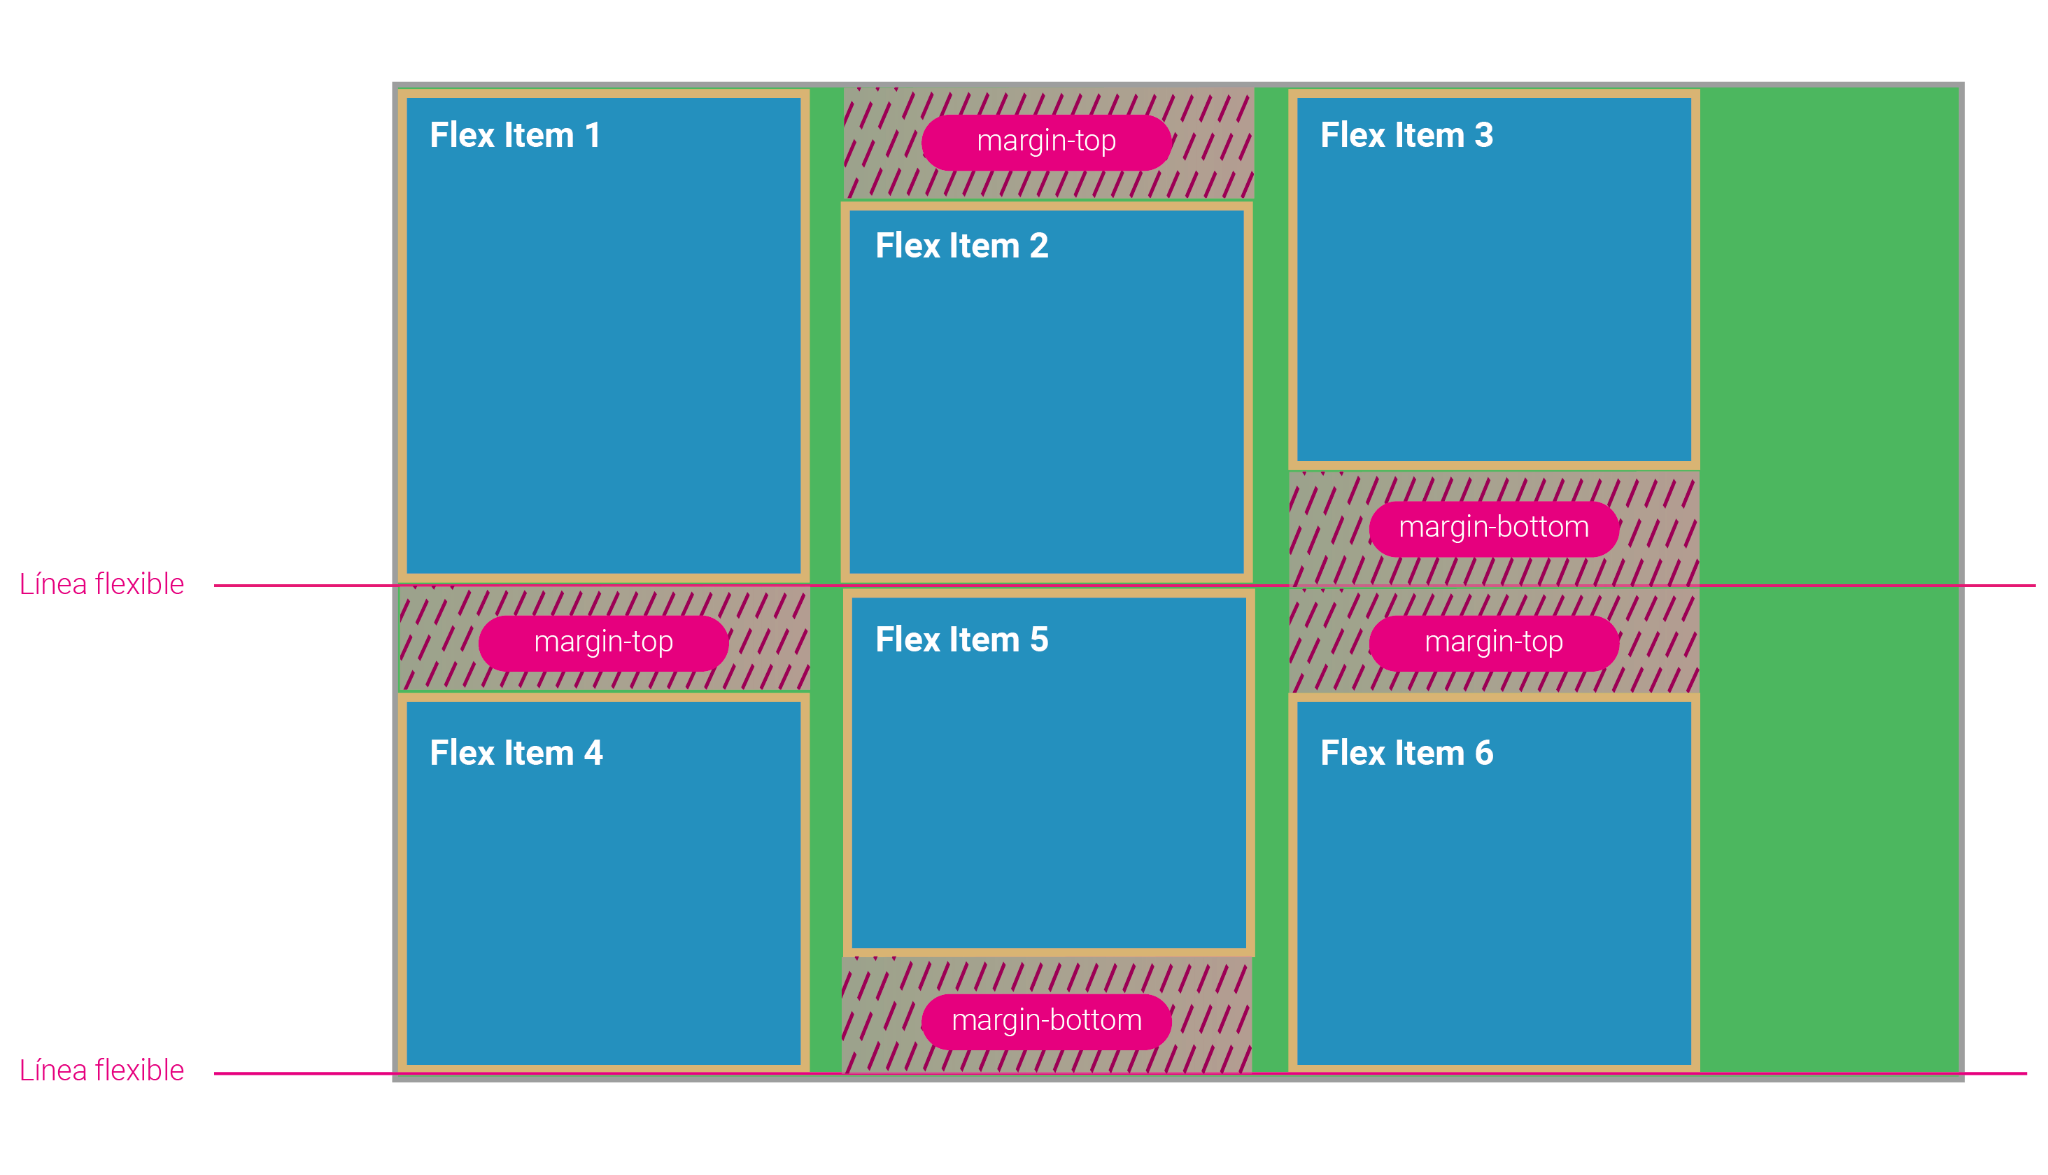 Flex Item 1
margin-top
Flex Item 3
Flex Item 2
margin-bottom
Línea flexible
margin-top
Flex Item 5
margin-top
Flex Item 4
Flex Item 6
margin-bottom
Línea flexible